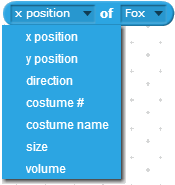 x position of Fox
x position
y position
direction
costume #
costume name
size
volume